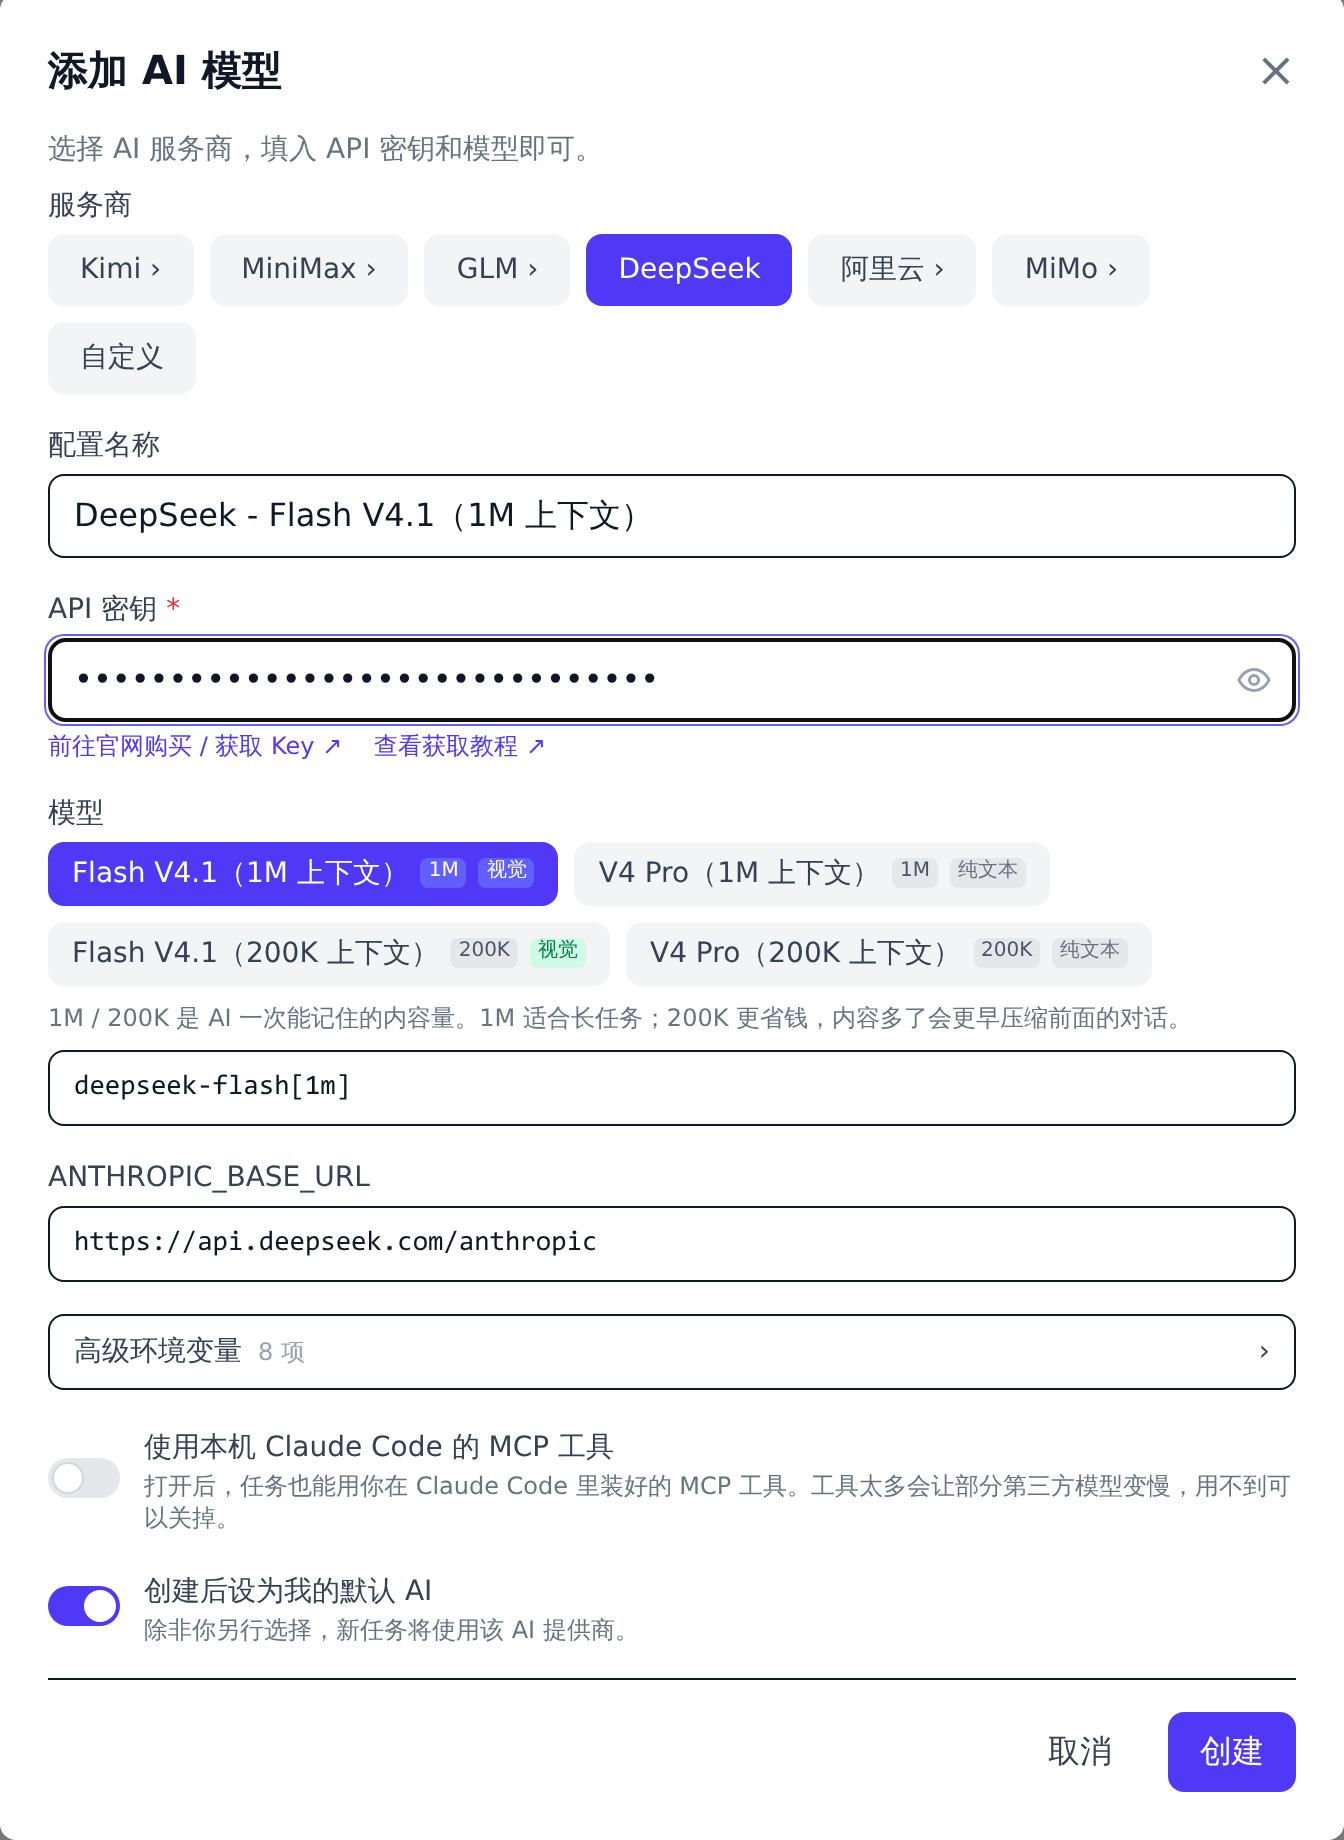 添加 AI 模型
选择 AI 服务商，填入 API 密钥和模型即可。
服务商
Kimi › MiniMax › GLM › DeepSeek 阿里云 › MiMo ›
自定义
配置名称
DeepSeek - Flash V4.1（1M 上下文）
API 密钥 *
•••••••••••••••••••••••••••••••
前往官网购买 / 获取 Key ↗ 查看获取教程 ↗
模型
Flash V4.1（1M 上下文） 1M 视觉 V4 Pro（1M 上下文） 1M 纯文本
Flash V4.1（200K 上下文） 200K 视觉 V4 Pro（200K 上下文） 200K 纯文本
1M / 200K 是 AI 一次能记住的内容量。1M 适合长任务；200K 更省钱，内容多了会更早压缩前面的对话。
deepseek-flash[1m]
ANTHROPIC_BASE_URL
https://api.deepseek.com/anthropic
高级环境变量 8 项 ›
使用本机 Claude Code 的 MCP 工具
打开后，任务也能用你在 Claude Code 里装好的 MCP 工具。工具太多会让部分第三方模型变慢，用不到可
以关掉。
创建后设为我的默认 AI
除非你另行选择，新任务将使用该 AI 提供商。
取消 创建